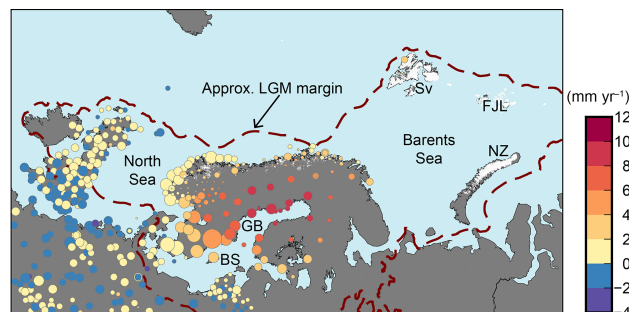 Approx. LGM margin
Sv
FJL
(mm yr⁻¹)
Barents
Sea
NZ
North
Sea
GB
BS
12
10
8
6
4
2
0
−2
−4